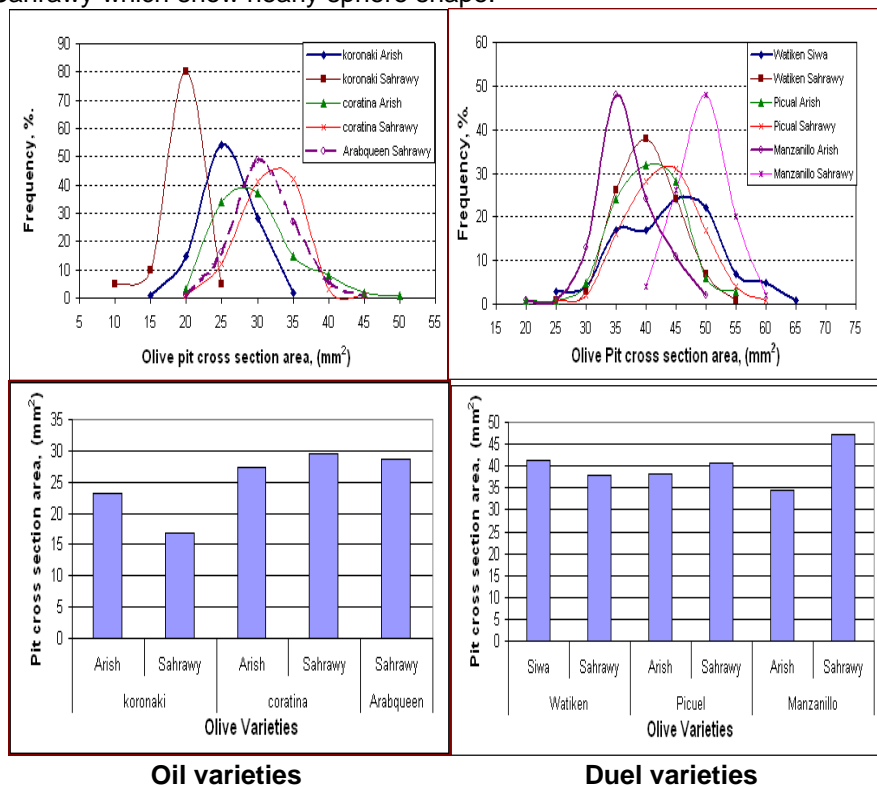 Sahrawy which show nearly sphere shape.
90
80
70
60
50
40
30
20
10
0
Frequency, %.
koronaki Arish
koronaki Sahrawy
coratina Arish
coratina Sahrawy
Arabqueen Sahrawy
5 10 15 20 25 30 35 40 45 50 55
Olive pit cross section area, (mm²)
60
50
40
30
20
10
0
Frequency, %.
Watiken Siwa
Watiken Sahrawy
Picual Arish
Picual Sahrawy
Manzanillo Arish
Manzanillo Sahrawy
15 25 35 45 55 65 75
Olive Pit cross section area, (mm²)
35
30
25
20
15
10
5
0
Pit cross section area, (mm²)
Arish Sahrawy Arish Sahrawy Sahrawy
koronaki coratina Arabqueen
Olive Varieties
50
45
40
35
30
25
20
15
10
5
0
Pit cross section area, (mm²)
Siwa Sahrawy Arish Sahrawy Arish Sahrawy
Watiken Picuel Manzanillo
Olive Varieties
Oil varieties
Duel varieties